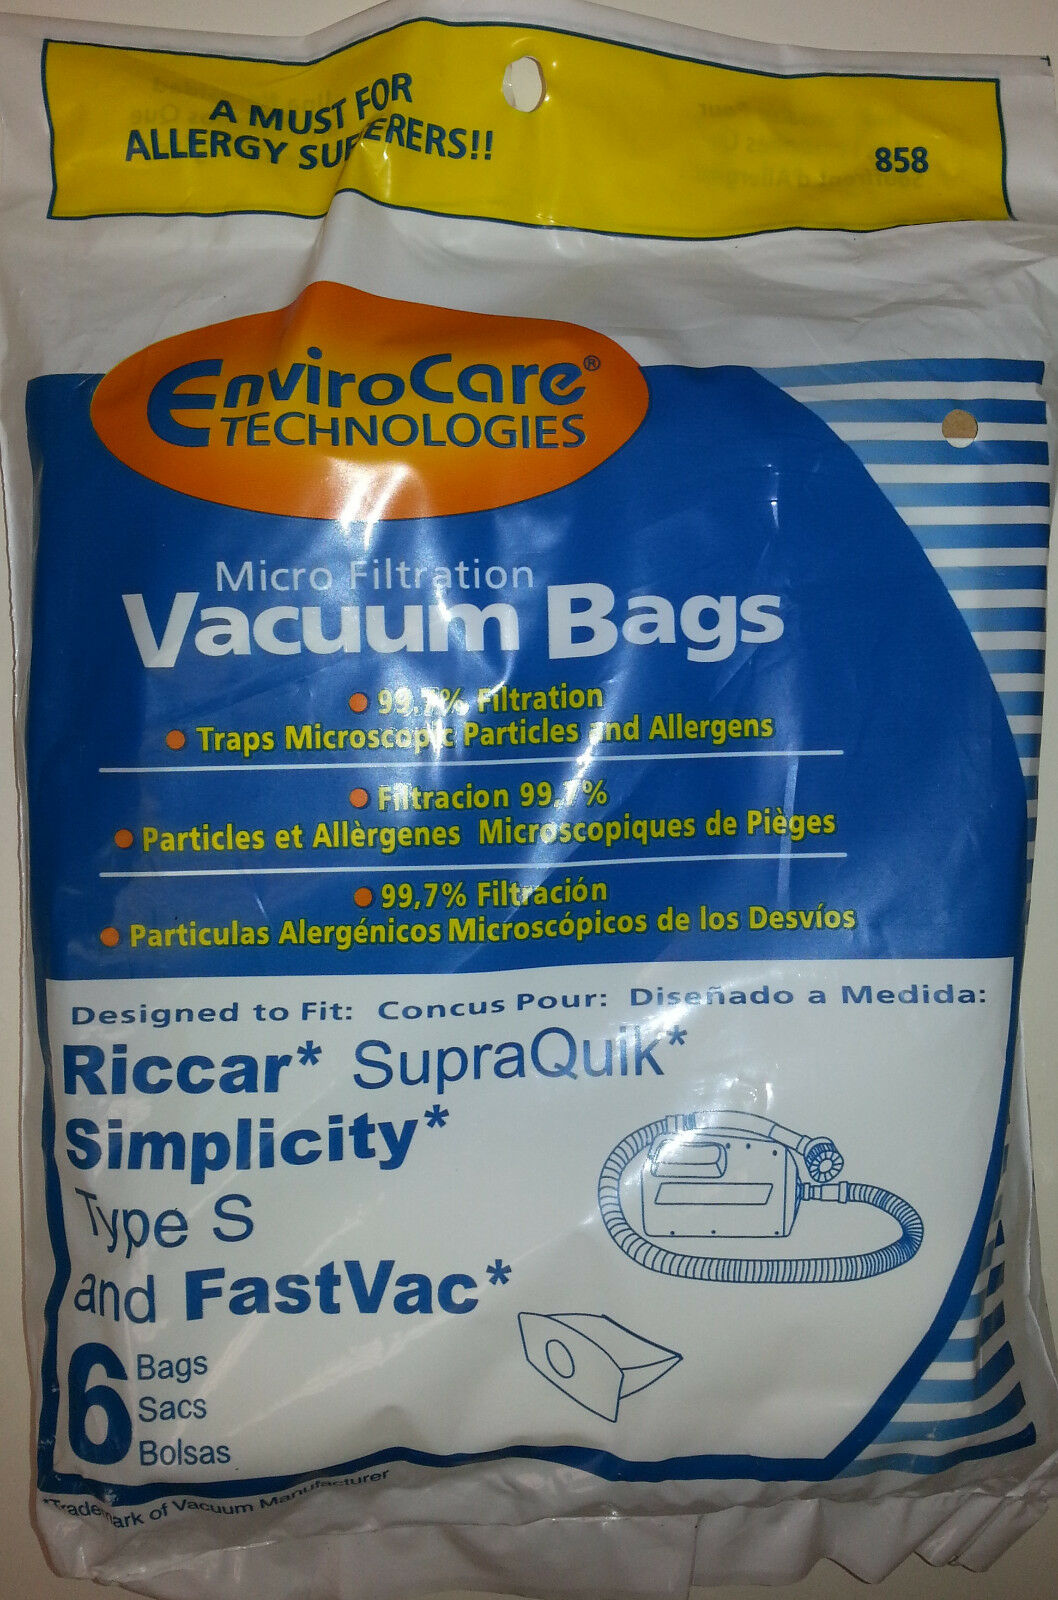 A MUST FOR
ALLERGY SUFFERERS!!
858
EnviroCare®
TECHNOLOGIES
Micro Filtration
Vacuum Bags
99.7% Filtration
Traps Microscopic Particles and Allergens
Filtracion 99,7%
Particles et Allèrgenes Microscopiques de Pièges
99,7% Filtración
Particulas Alergénicos Microscópicos de los Desvíos
Designed to Fit: Concus Pour: Diseñado a Medida:
Riccar* SupraQuik*
Simplicity*
Type S
and FastVac*
6
Bags
Sacs
Bolsas
*Trademark of Vacuum Manufacturer